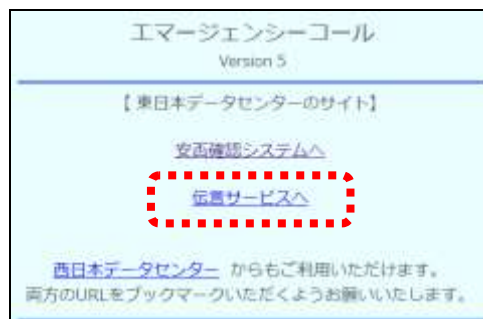 エマージェンシーコール
Version 5
【 東日本データセンターのサイト】
安否確認システムへ
伝言サービスへ
西日本データセンター からもご利用いただけます。
両方のURLをブックマークいただくようお願いいたします。